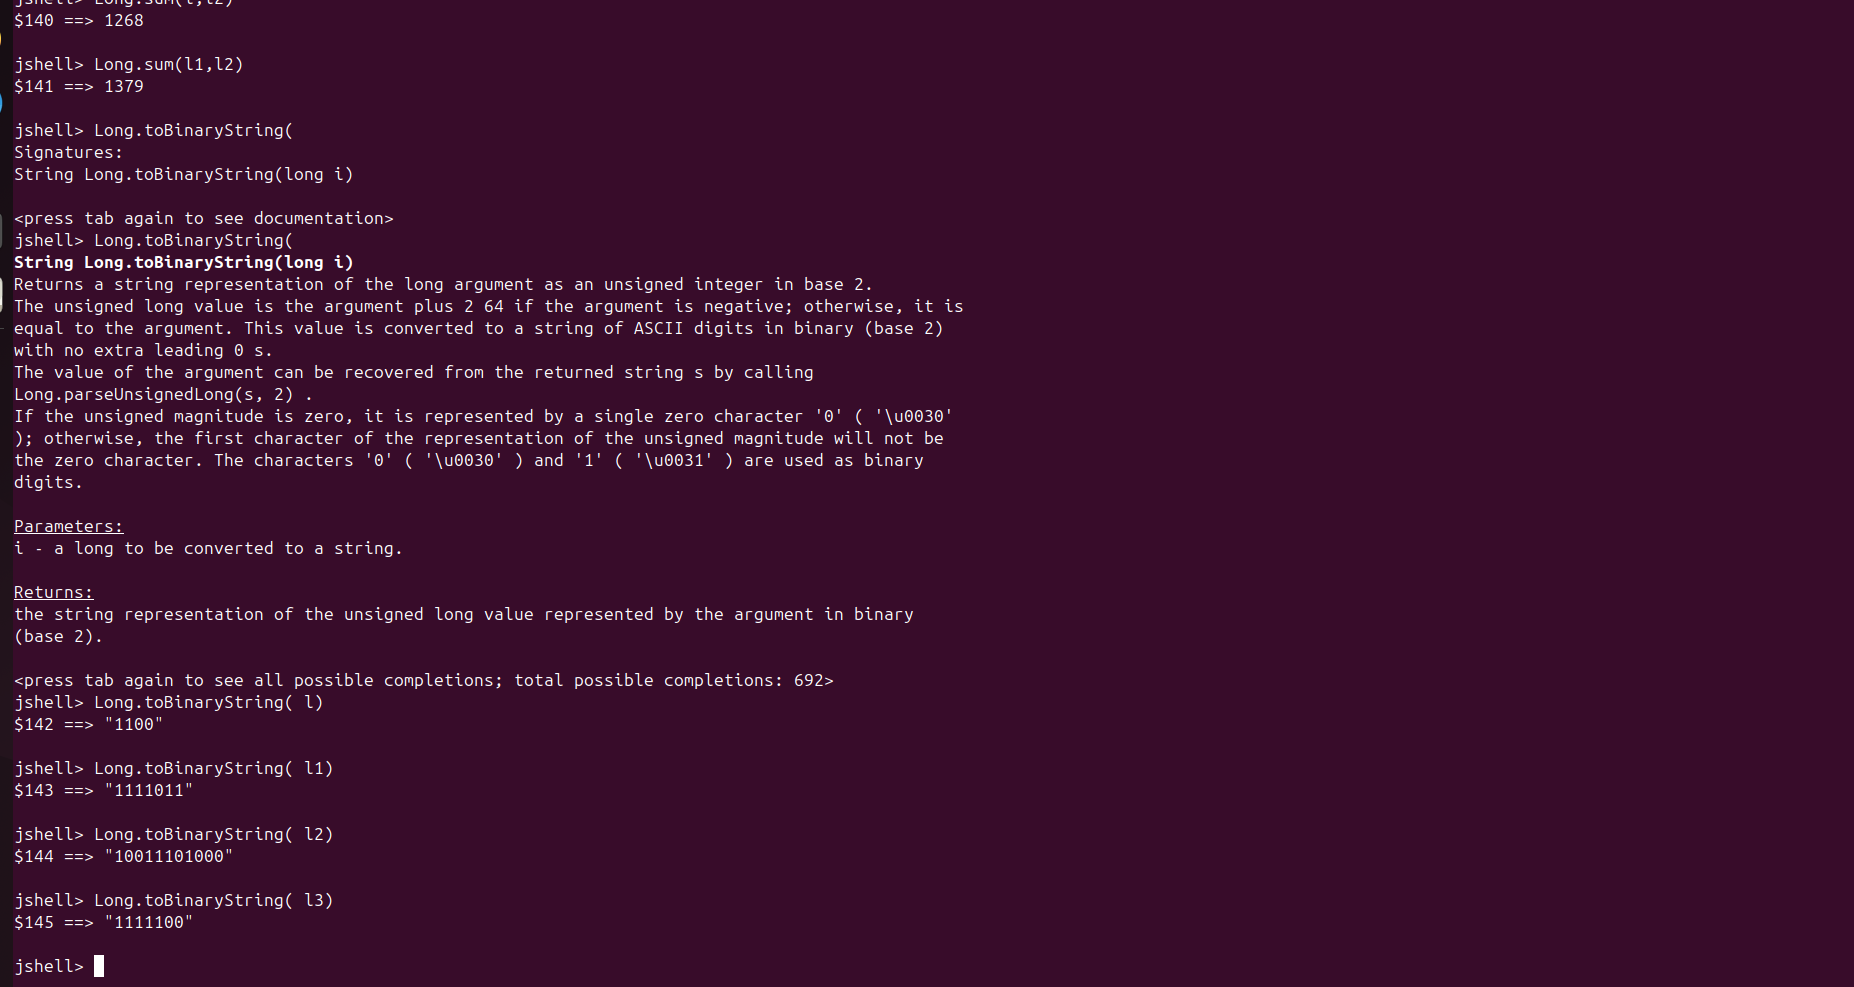 jshell> Long.sum(l,l2)
$140 ==> 1268
jshell> Long.sum(l1,l2)
$141 ==> 1379
jshell> Long.toBinaryString(
Signatures:
String Long.toBinaryString(long i)
<press tab again to see documentation>
jshell> Long.toBinaryString(
String Long.toBinaryString(long i)
Returns a string representation of the long argument as an unsigned integer in base 2.
The unsigned long value is the argument plus 2 64 if the argument is negative; otherwise, it is
equal to the argument. This value is converted to a string of ASCII digits in binary (base 2)
with no extra leading 0 s.
The value of the argument can be recovered from the returned string s by calling
Long.parseUnsignedLong(s, 2) .
If the unsigned magnitude is zero, it is represented by a single zero character '0' ( '\u0030'
); otherwise, the first character of the representation of the unsigned magnitude will not be
the zero character. The characters '0' ( '\u0030' ) and '1' ( '\u0031' ) are used as binary
digits.
Parameters:
i - a long to be converted to a string.
Returns:
the string representation of the unsigned long value represented by the argument in binary
(base 2).
<press tab again to see all possible completions; total possible completions: 692>
jshell> Long.toBinaryString( l)
$142 ==> "1100"
jshell> Long.toBinaryString( l1)
$143 ==> "1111011"
jshell> Long.toBinaryString( l2)
$144 ==> "10011101000"
jshell> Long.toBinaryString( l3)
$145 ==> "1111100"
jshell>